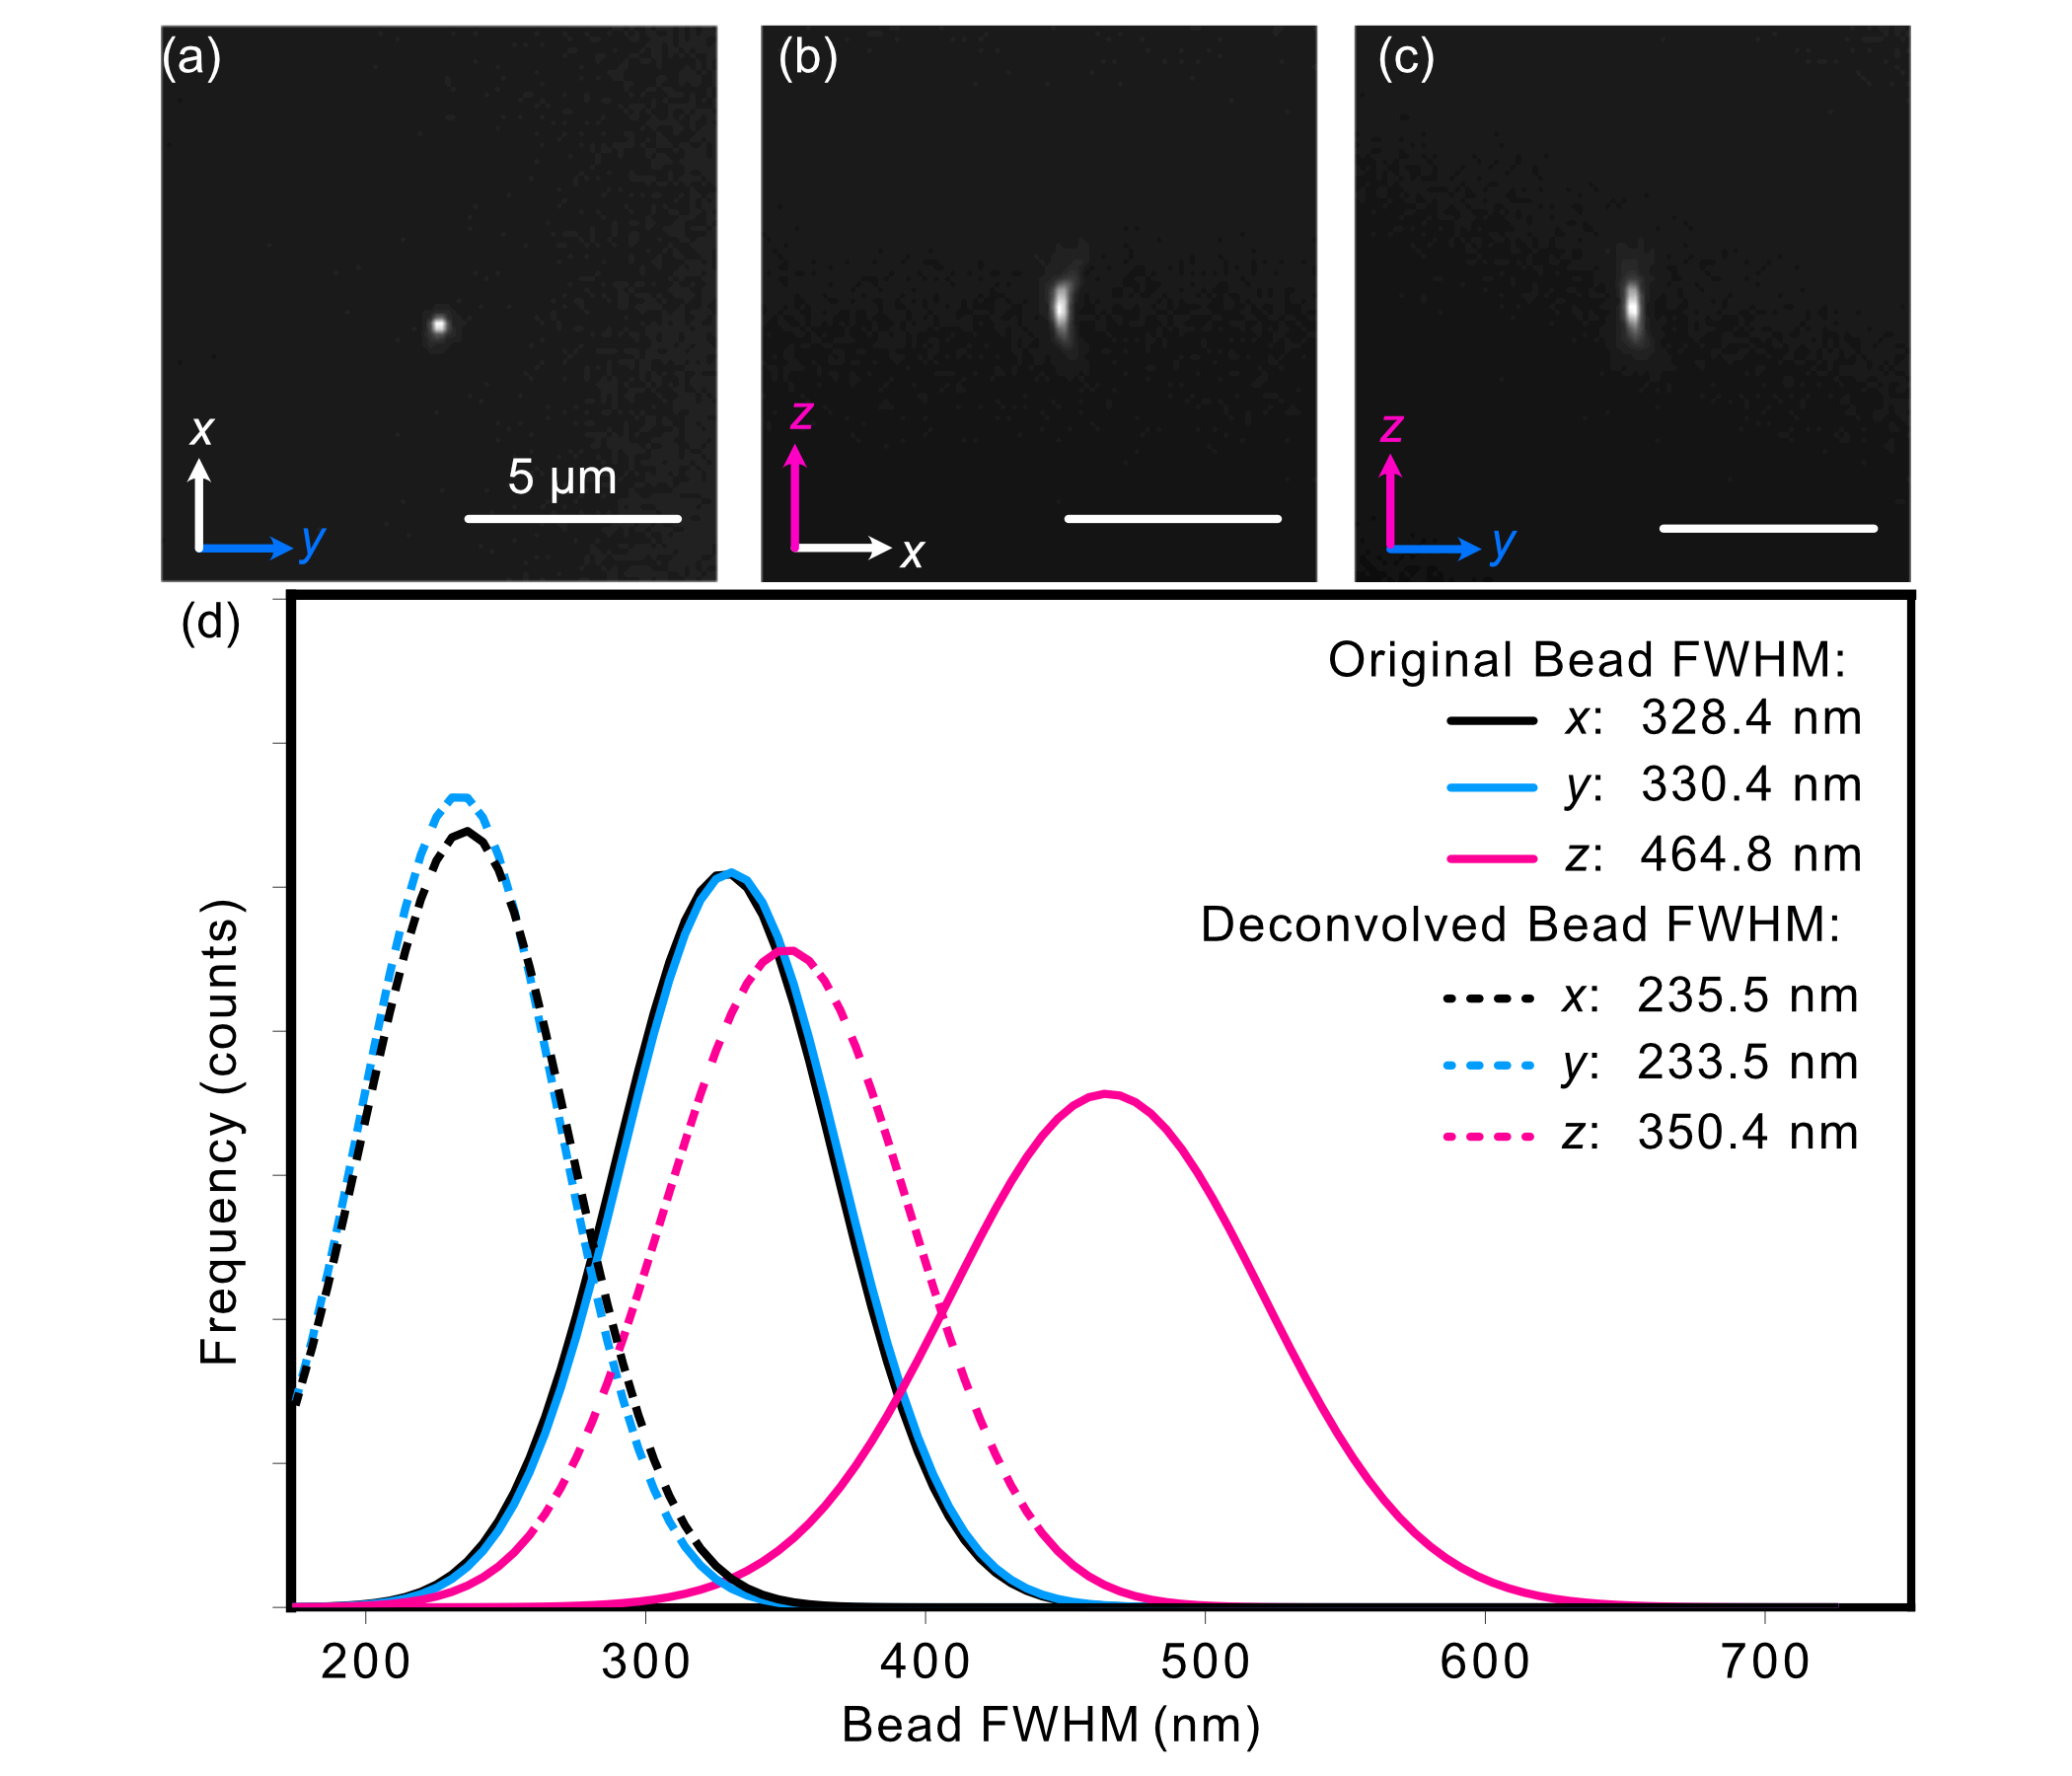 (a)
x
y
5 µm
(b)
z
x
(c)
z
y
(d)
Original Bead FWHM:
x: 328.4 nm
y: 330.4 nm
z: 464.8 nm
Deconvolved Bead FWHM:
x: 235.5 nm
y: 233.5 nm
z: 350.4 nm
Frequency (counts)
200 300 400 500 600 700
Bead FWHM (nm)